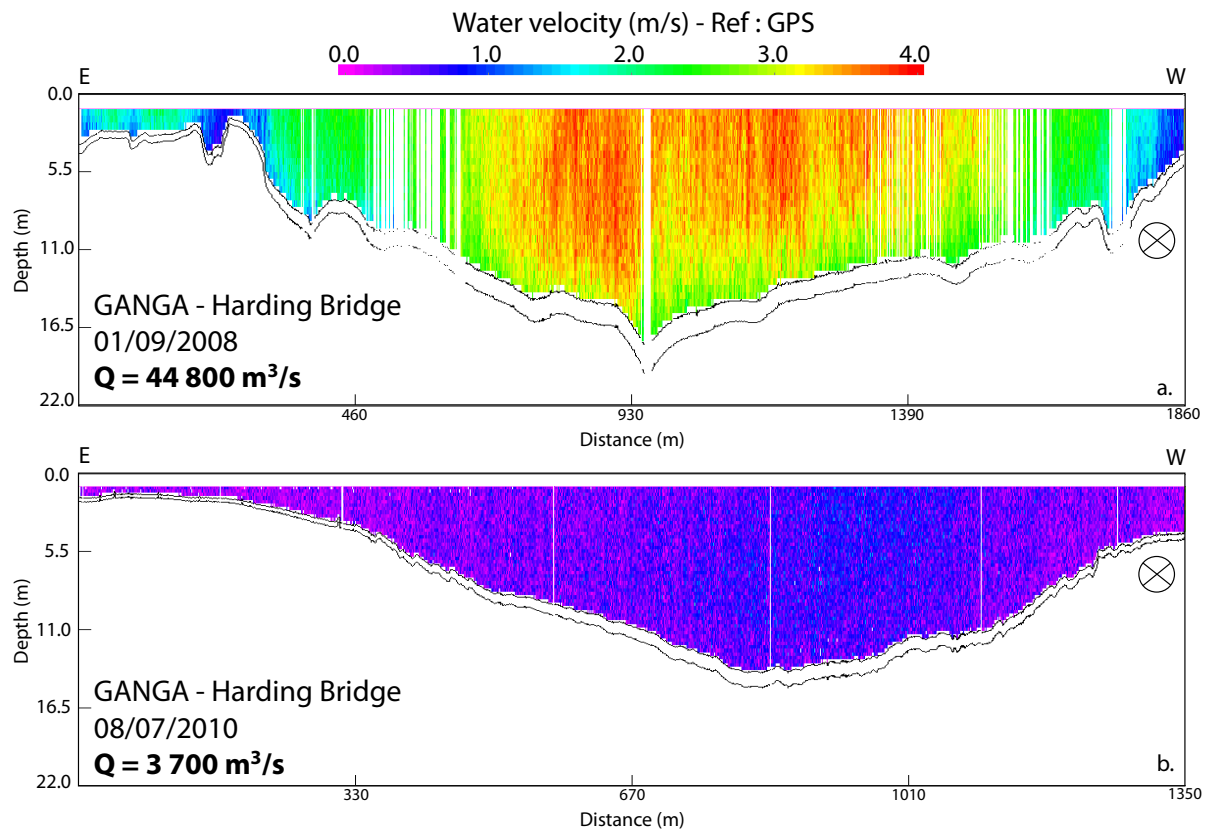 Water velocity (m/s) - Ref : GPS
0.0 1.0 2.0 3.0 4.0
E W
0.0
5.5
11.0
16.5
22.0
Depth (m)
GANGA - Harding Bridge
01/09/2008
Q = 44 800 m³/s
a.
460 930 1390 1860
Distance (m)
E W
0.0
5.5
11.0
16.5
22.0
Depth (m)
GANGA - Harding Bridge
08/07/2010
Q = 3 700 m³/s
b.
330 670 1010 1350
Distance (m)